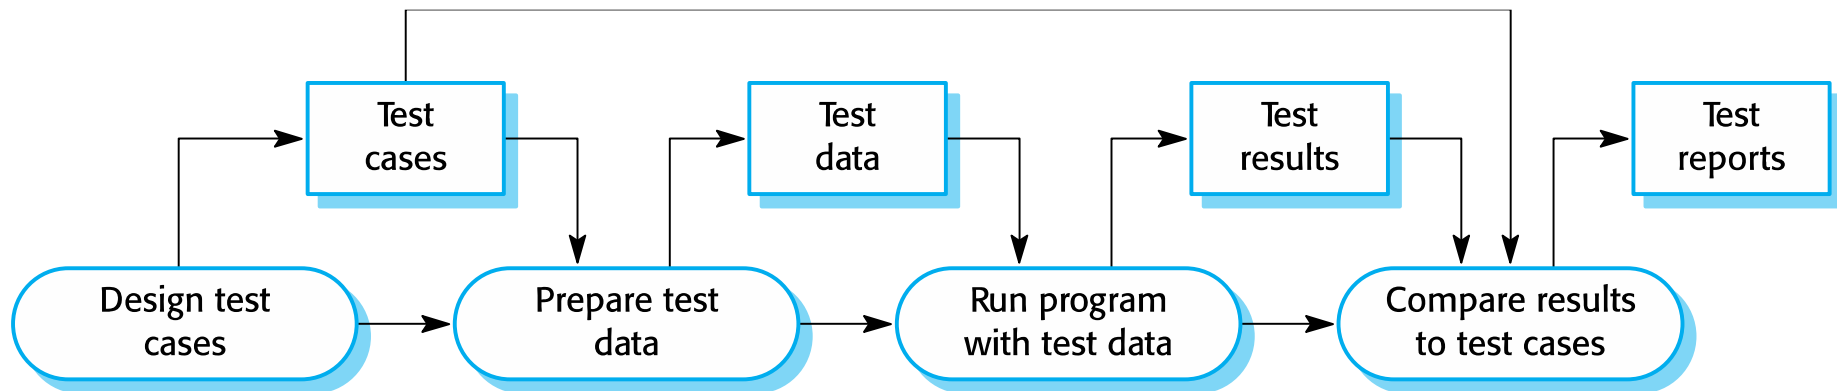 Test
cases
Test
data
Test
results
Test
reports
Design test
cases
Prepare test
data
Run program
with test data
Compare results
to test cases